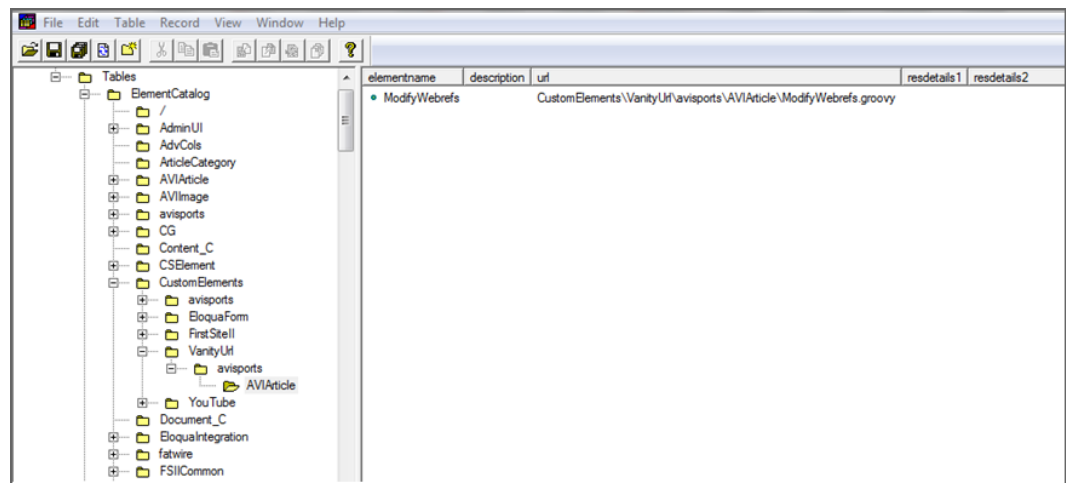 File Edit Table Record View Window Help
Tables
ElementCatalog
/
AdminUI
AdvCols
ArticleCategory
AVIArticle
AVIImage
avisports
CG
Content_C
CSElement
CustomElements
avisports
EloquaForm
FirstSiteII
VanityUrl
avisports
AVIArticle
YouTube
Document_C
EloquaIntegration
fatwire
FSIICommon
elementname description url resdetails1 resdetails2
ModifyWebrefs CustomElements\VanityUrl\avisports\AVIArticle\ModifyWebrefs.groovy